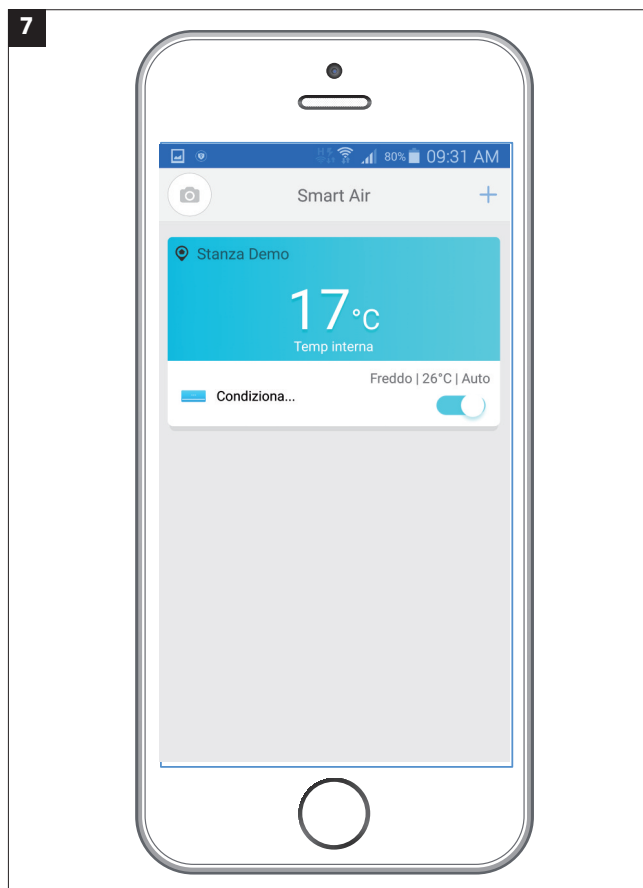 7
80% 09:31 AM
Smart Air +
Stanza Demo
17°C
Temp interna
Freddo | 26°C | Auto
Condiziona...